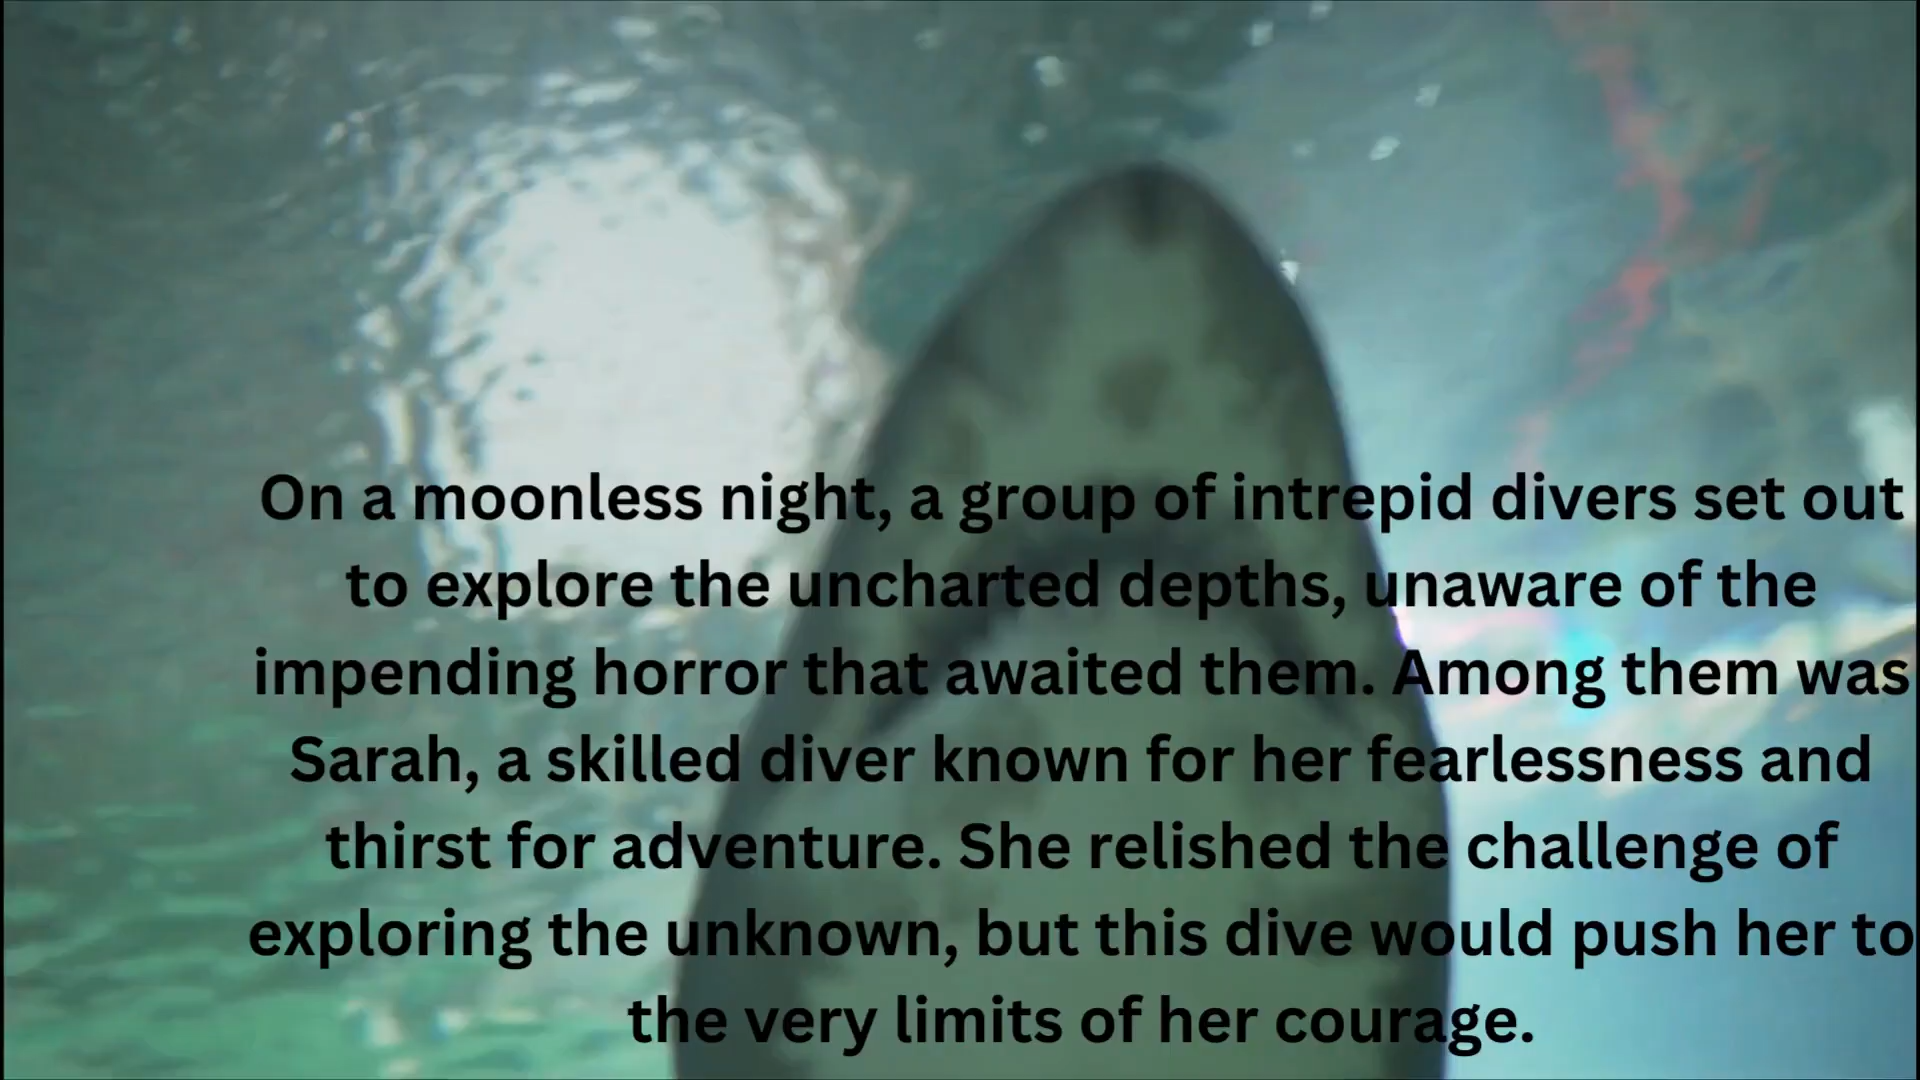 On a moonless night, a group of intrepid divers set out
to explore the uncharted depths, unaware of the
impending horror that awaited them. Among them was
Sarah, a skilled diver known for her fearlessness and
thirst for adventure. She relished the challenge of
exploring the unknown, but this dive would push her to
the very limits of her courage.